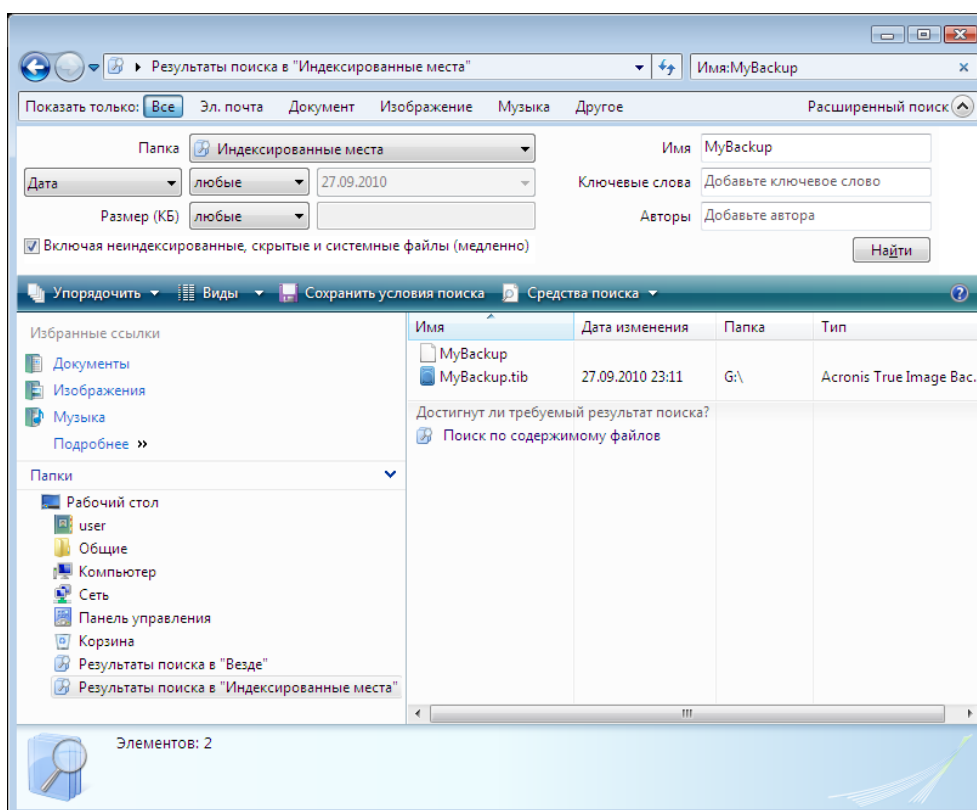 Результаты поиска в "Индексированные места"
Имя:MyBackup
Показать только: Все Эл. почта Документ Изображение Музыка Другое Расширенный поиск
Папка Индексированные места Имя MyBackup
Дата любые 27.09.2010 Ключевые слова Добавьте ключевое слово
Размер (КБ) любые Авторы Добавьте автора
Включая неиндексированные, скрытые и системные файлы (медленно) Найти
Упорядочить Виды Сохранить условия поиска Средства поиска
Избранные ссылки
Документы
Изображения
Музыка
Подробнее »
Папки
Рабочий стол
user
Общие
Компьютер
Сеть
Панель управления
Корзина
Результаты поиска в "Везде"
Результаты поиска в "Индексированные места"
Имя Дата изменения Папка Тип
MyBackup
MyBackup.tib 27.09.2010 23:11 G:\ Acronis True Image Bac.
Достигнут ли требуемый результат поиска?
Поиск по содержимому файлов
Элементов: 2